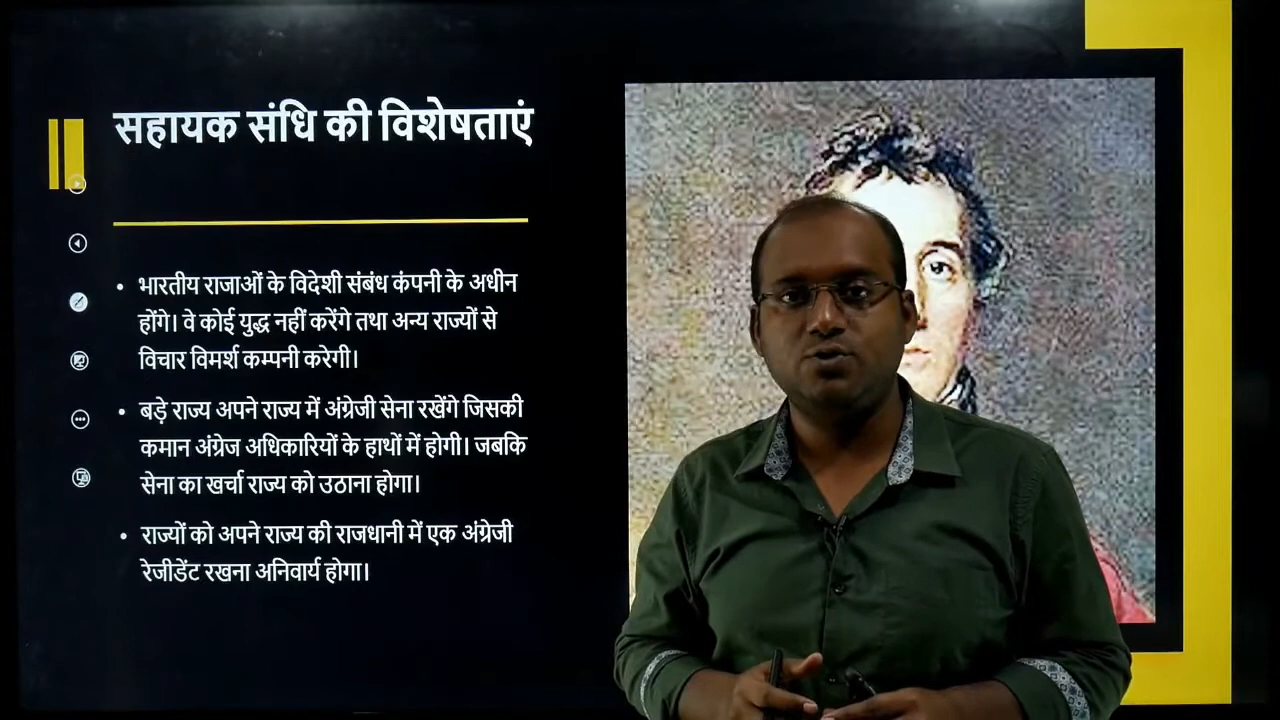 सहायक संधि की विशेषताएं
• भारतीय राजाओं के विदेशी संबंध कंपनी के अधीन
होंगे। वे कोई युद्ध नहीं करेंगे तथा अन्य राज्यों से
विचार विमर्श कम्पनी करेगी।
• बड़े राज्य अपने राज्य में अंग्रेजी सेना रखेंगे जिसकी
कमान अंग्रेज अधिकारियों के हाथों में होगी। जबकि
सेना का खर्चा राज्य को उठाना होगा।
• राज्यों को अपने राज्य की राजधानी में एक अंग्रेजी
रेजीडेंट रखना अनिवार्य होगा।